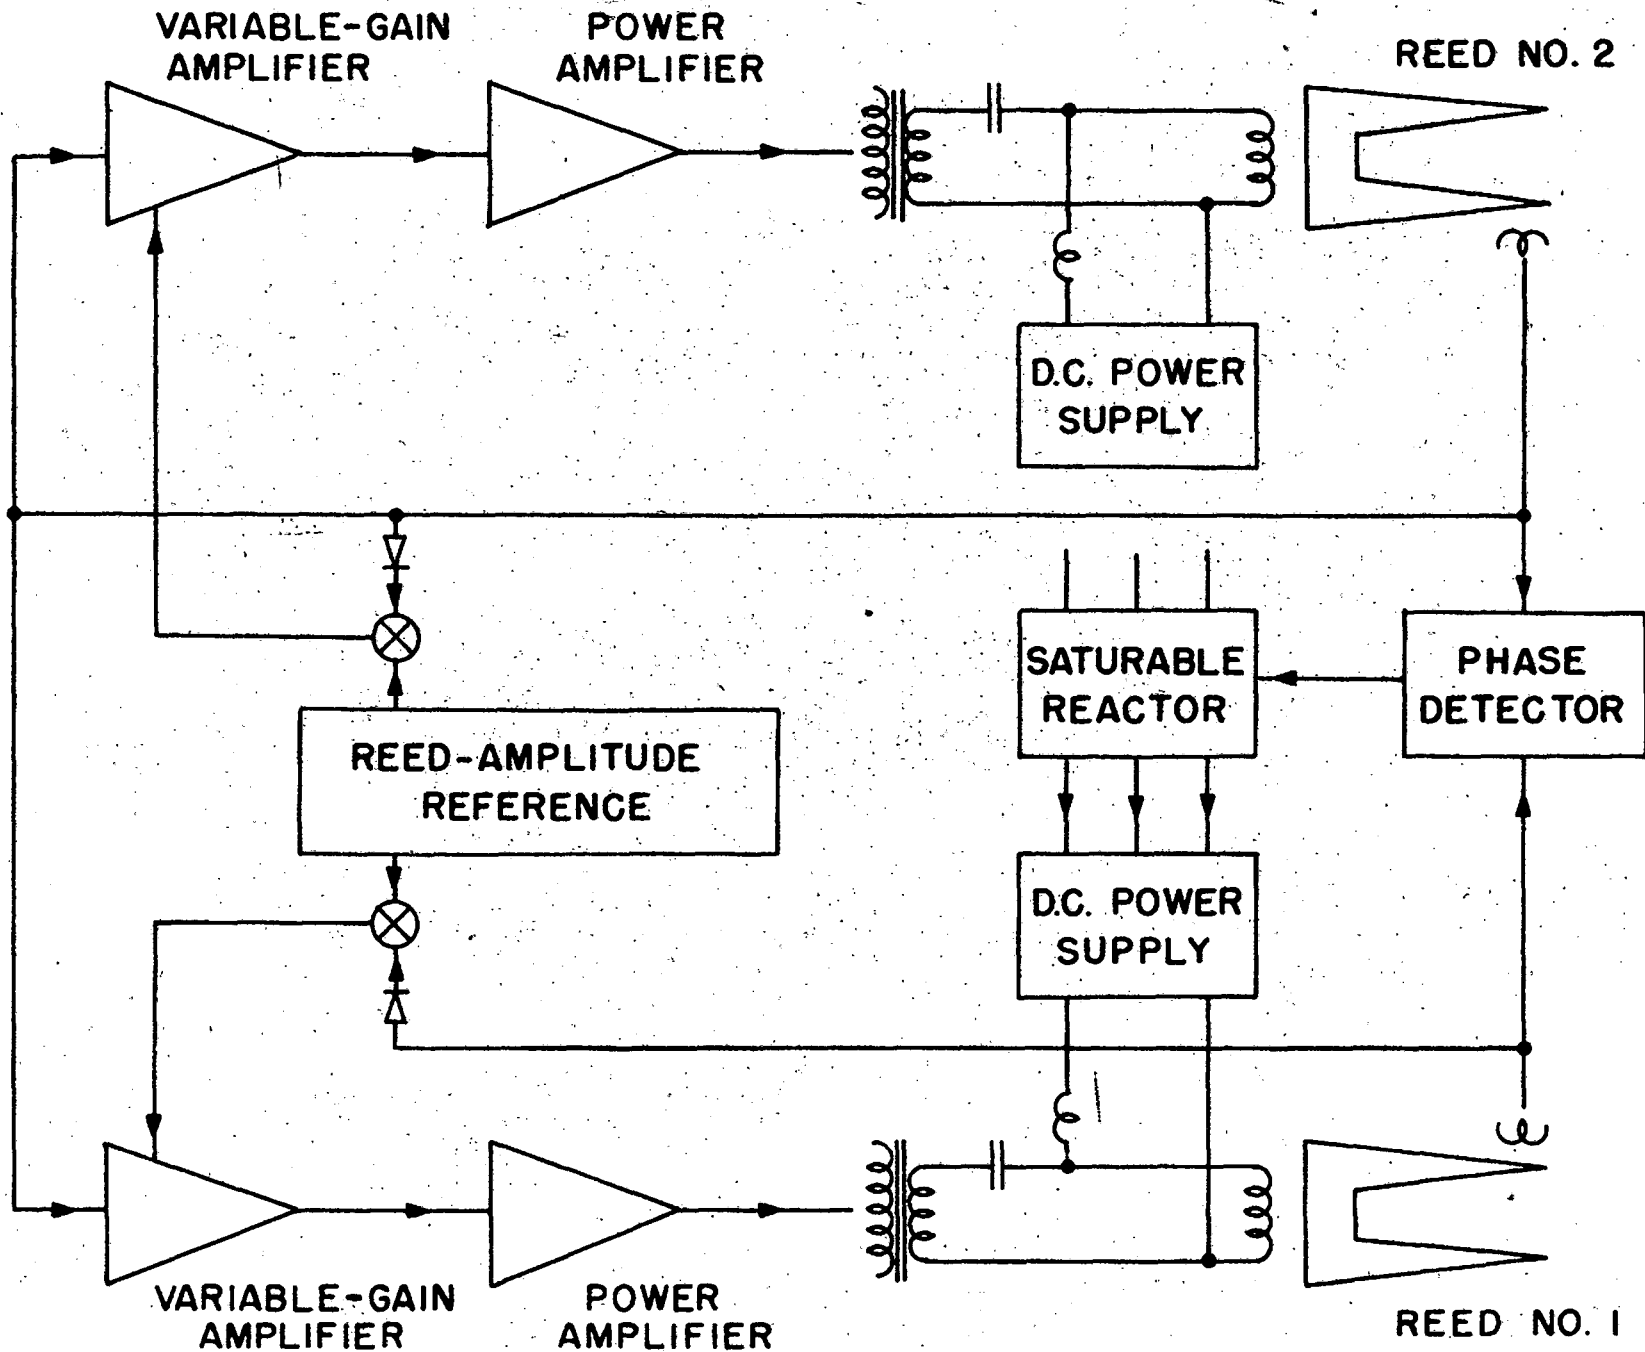 VARIABLE-GAIN
AMPLIFIER
POWER
AMPLIFIER
REED NO. 2
D.C. POWER
SUPPLY
SATURABLE
REACTOR
PHASE
DETECTOR
REED-AMPLITUDE
REFERENCE
D.C. POWER
SUPPLY
VARIABLE-GAIN
AMPLIFIER
POWER
AMPLIFIER
REED NO. 1